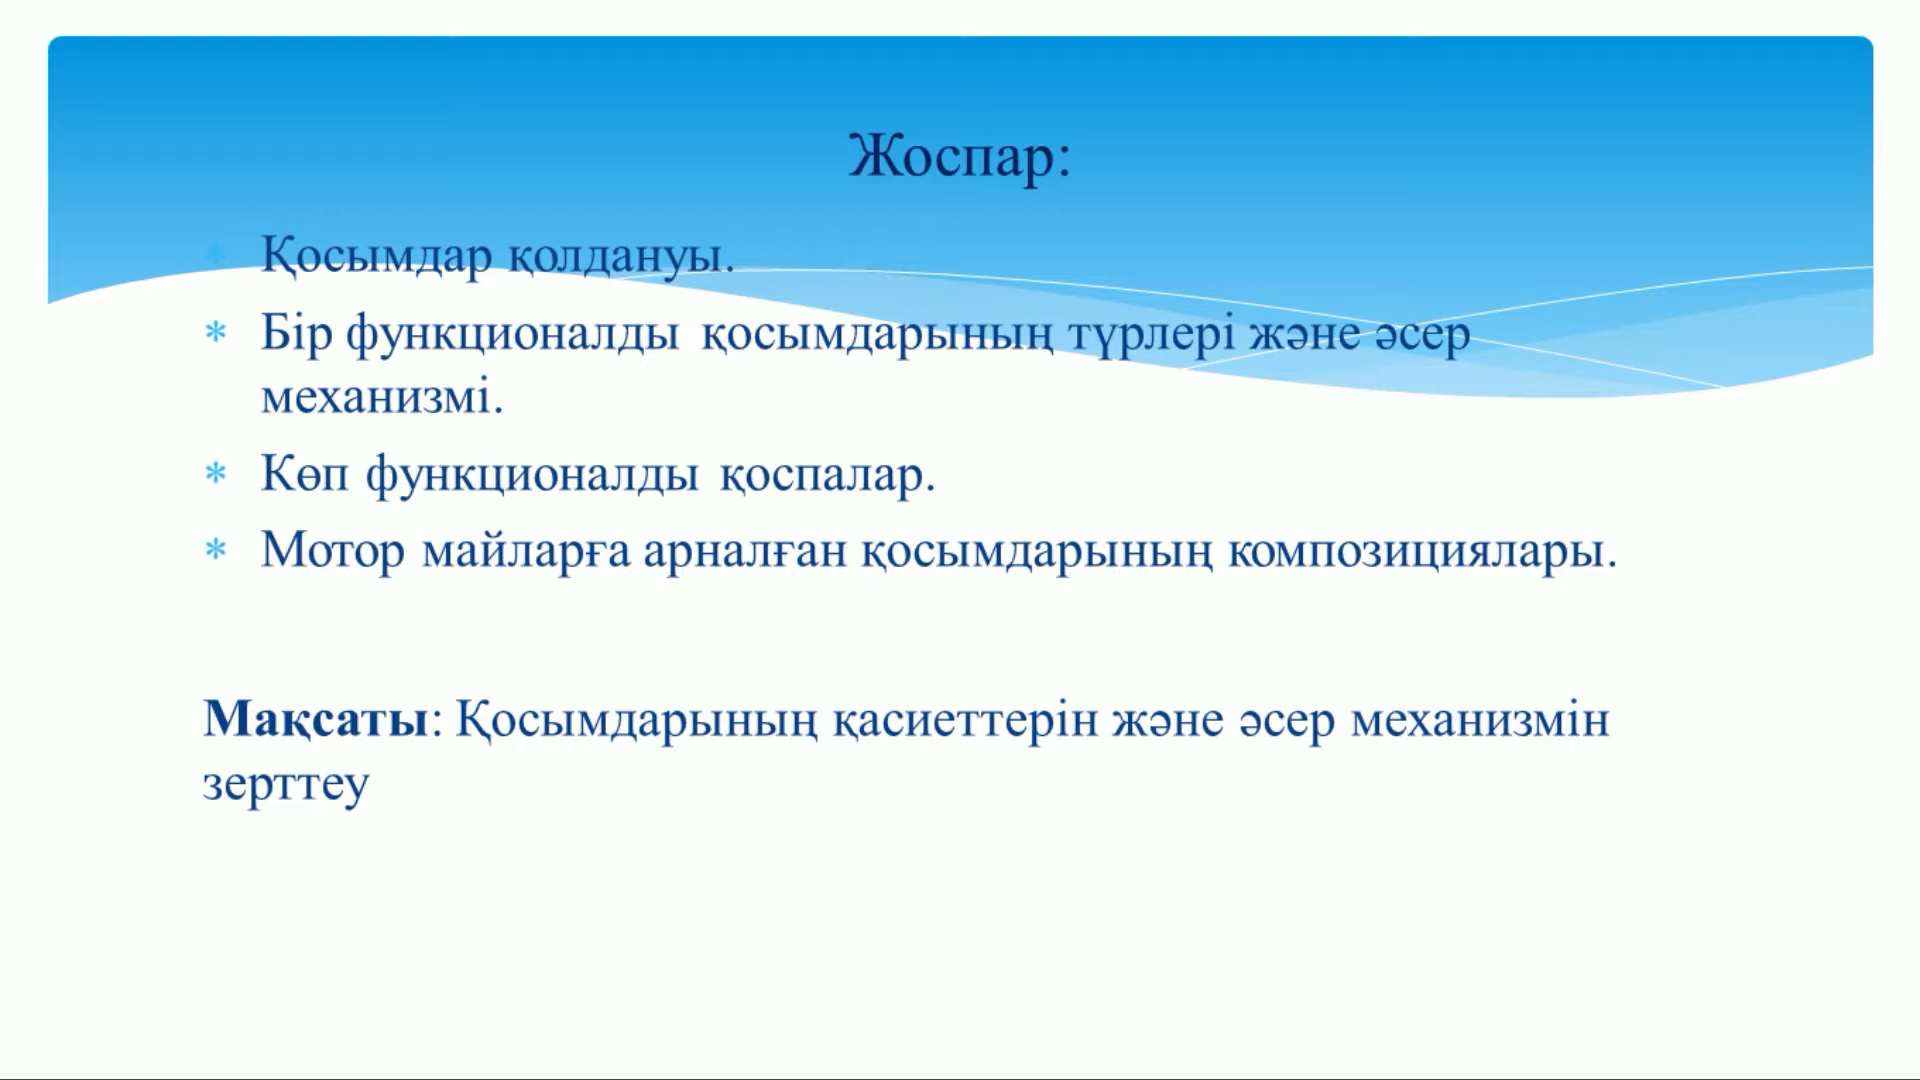 Жоспар:
* Қосымдар қолдануы.
* Бір функционалды қосымдарының түрлері және әсер
механизмі.
* Көп функционалды қоспалар.
* Мотор майларға арналған қосымдарының композициялары.
Мақсаты: Қосымдарының қасиеттерін және әсер механизмін
зерттеу